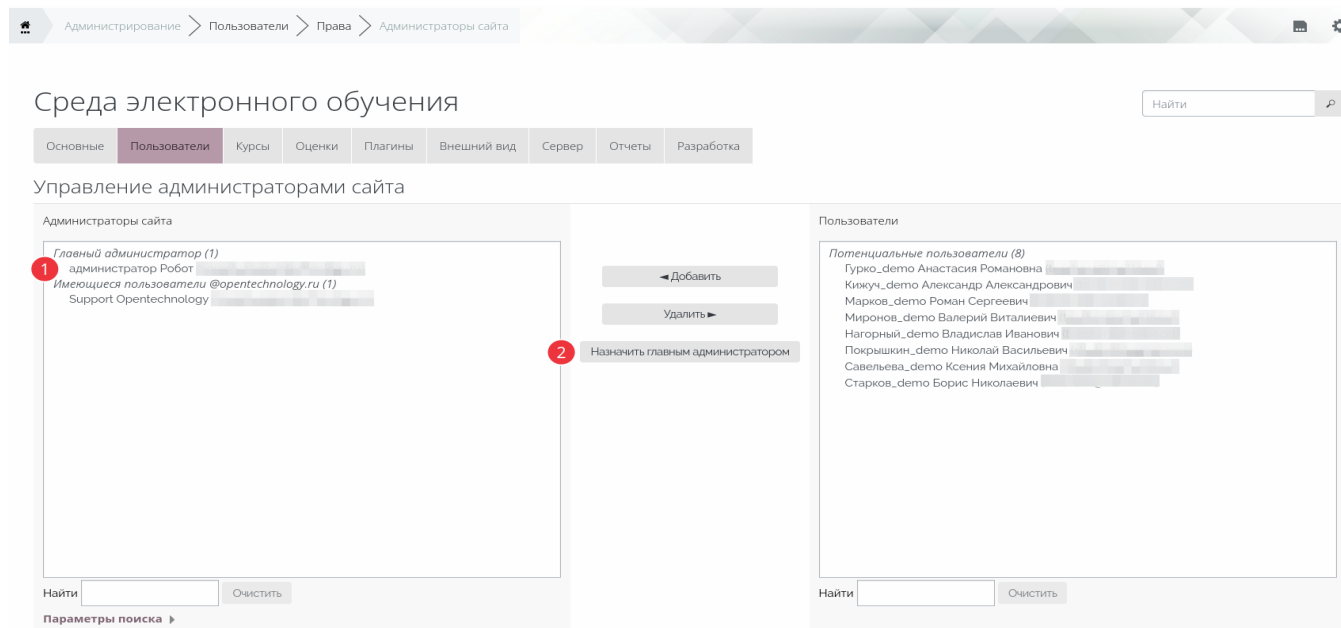 Администрирование Пользователи Права Администраторы сайта
Среда электронного обучения
Найти
Основные Пользователи Курсы Оценки Плагины Внешний вид Сервер Отчеты Разработка
Управление администраторами сайта
Администраторы сайта
Главный администратор (1)
1 администратор Робот
Имеющиеся пользователи @opentechnology.ru (1)
Support Opentechnology
Найти Очистить
Параметры поиска ▶
◄ Добавить
Удалить ►
2 Назначить главным администратором
Пользователи
Потенциальные пользователи (8)
Гурко_demo Анастасия Романовна
Кижуч_demo Александр Александрович
Марков_demo Роман Сергеевич
Миронов_demo Валерий Виталиевич
Нагорный_demo Владислав Иванович
Покрышкин_demo Николай Васильевич
Савельева_demo Ксения Михайловна
Старков_demo Борис Николаевич
Найти Очистить